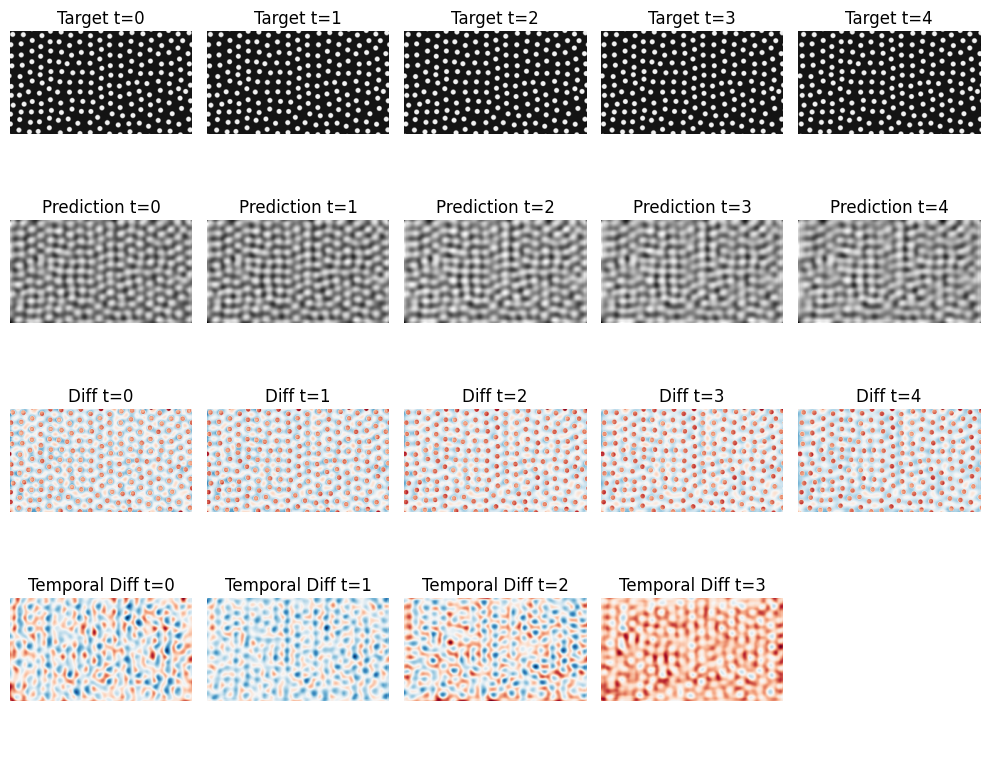 Target t=0 Target t=1 Target t=2 Target t=3 Target t=4
Prediction t=0 Prediction t=1 Prediction t=2 Prediction t=3 Prediction t=4
Diff t=0 Diff t=1 Diff t=2 Diff t=3 Diff t=4
Temporal Diff t=0 Temporal Diff t=1 Temporal Diff t=2 Temporal Diff t=3